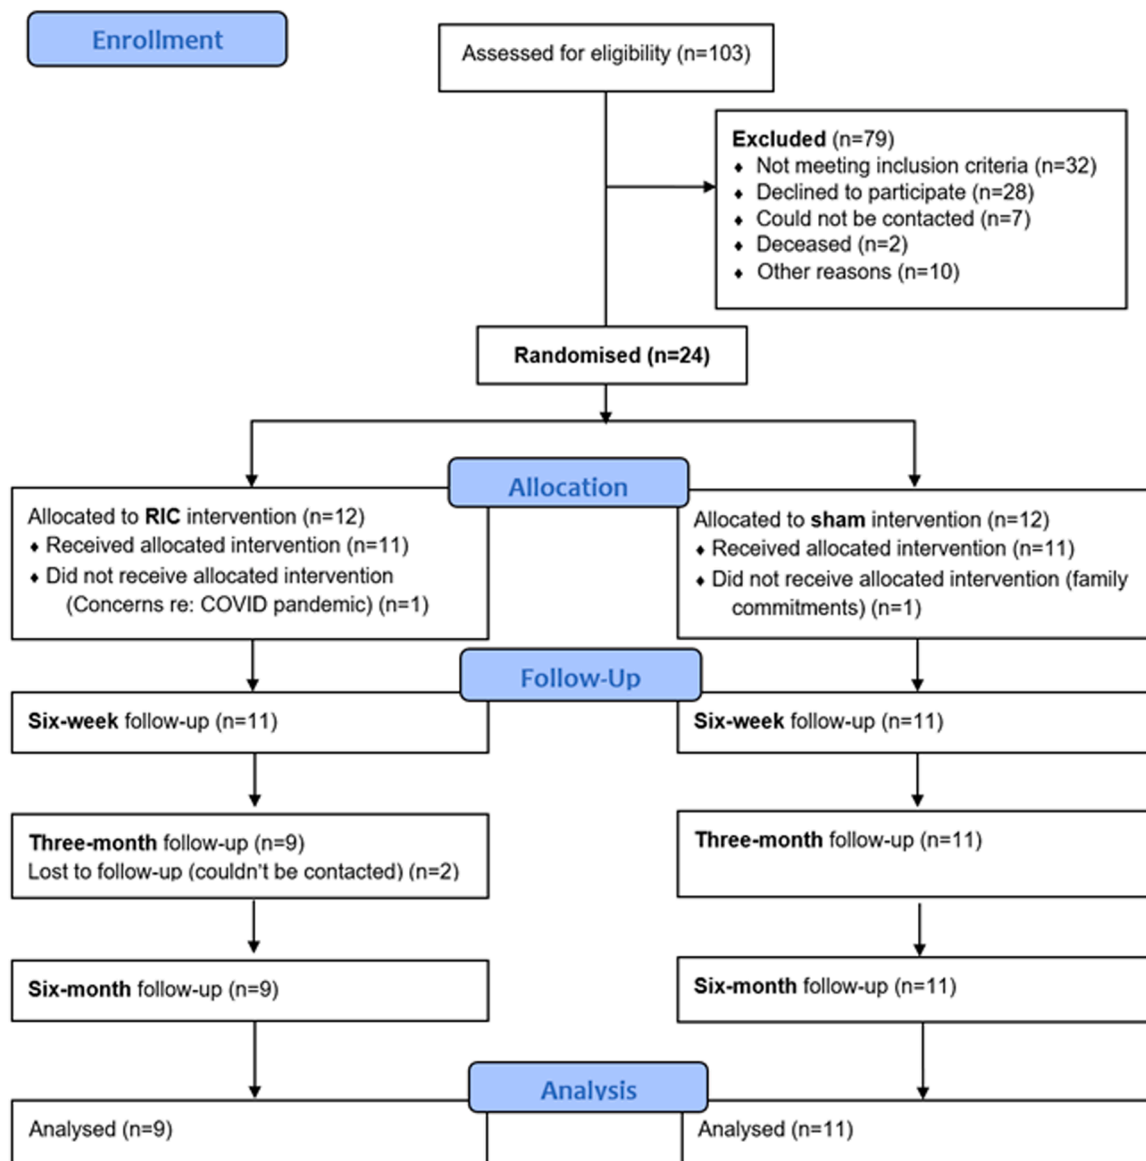 Enrollment
Assessed for eligibility (n=103)
Excluded (n=79)
♦ Not meeting inclusion criteria (n=32)
♦ Declined to participate (n=28)
♦ Could not be contacted (n=7)
♦ Deceased (n=2)
♦ Other reasons (n=10)
Randomised (n=24)
Allocation
Allocated to RIC intervention (n=12)
♦ Received allocated intervention (n=11)
♦ Did not receive allocated intervention
(Concerns re: COVID pandemic) (n=1)
Allocated to sham intervention (n=12)
♦ Received allocated intervention (n=11)
♦ Did not receive allocated intervention (family
commitments) (n=1)
Follow-Up
Six-week follow-up (n=11)
Six-week follow-up (n=11)
Three-month follow-up (n=9)
Lost to follow-up (couldn't be contacted) (n=2)
Three-month follow-up (n=11)
Six-month follow-up (n=9)
Six-month follow-up (n=11)
Analysis
Analysed (n=9)
Analysed (n=11)